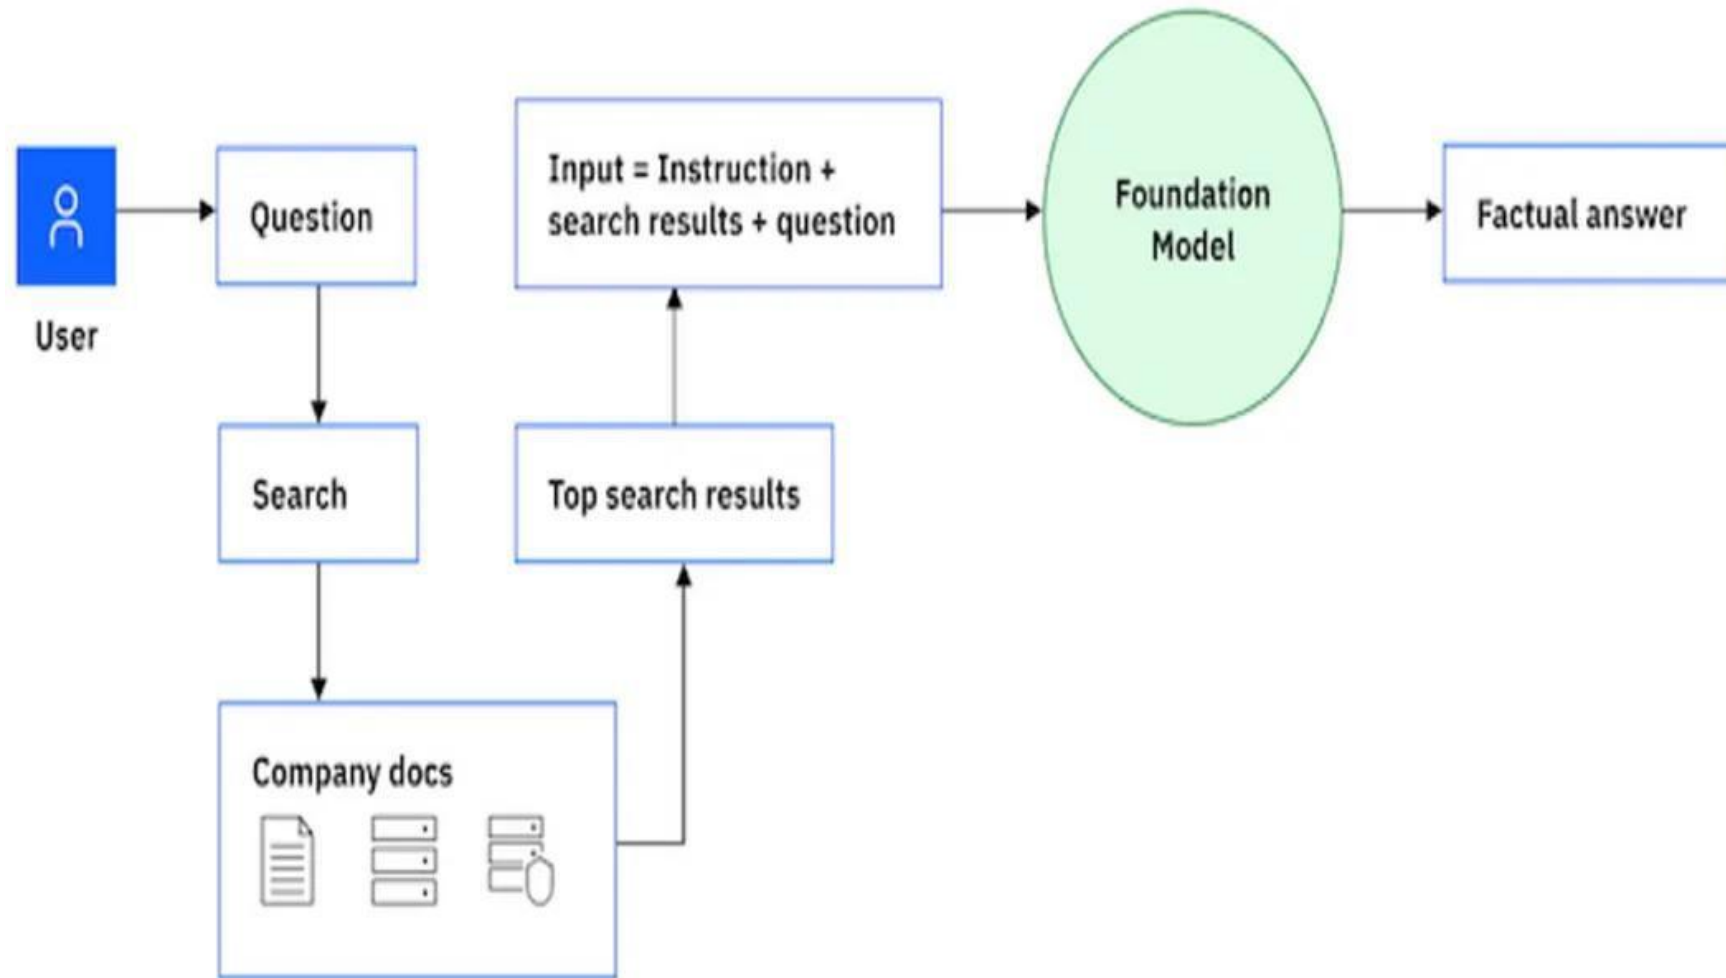 User
Question
Search
Company docs
Top search results
Input = Instruction +
search results + question
Foundation
Model
Factual answer